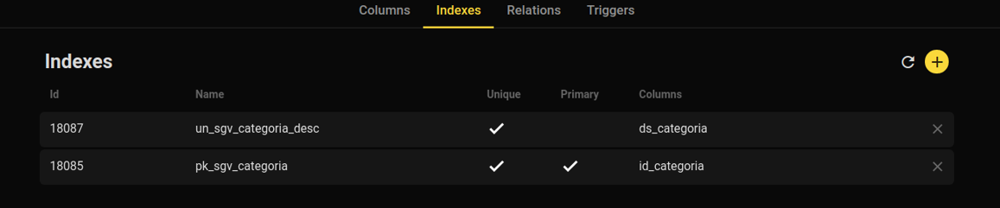 Columns Indexes Relations Triggers
Indexes
Id Name Unique Primary Columns
18087 un_sgv_categoria_desc ds_categoria
18085 pk_sgv_categoria id_categoria